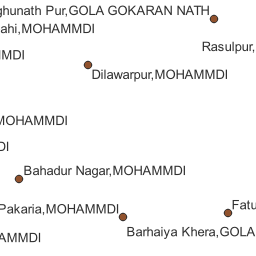 ghunath Pur,GOLA GOKARAN NATH
ahi,MOHAMMDI
Rasulpur,
MDI
Dilawarpur,MOHAMMDI
MOHAMMDI
DI
Bahadur Nagar,MOHAMMDI
Pakaria,MOHAMMDI
Fatu
Barhaiya Khera,GOLA
AMMDI